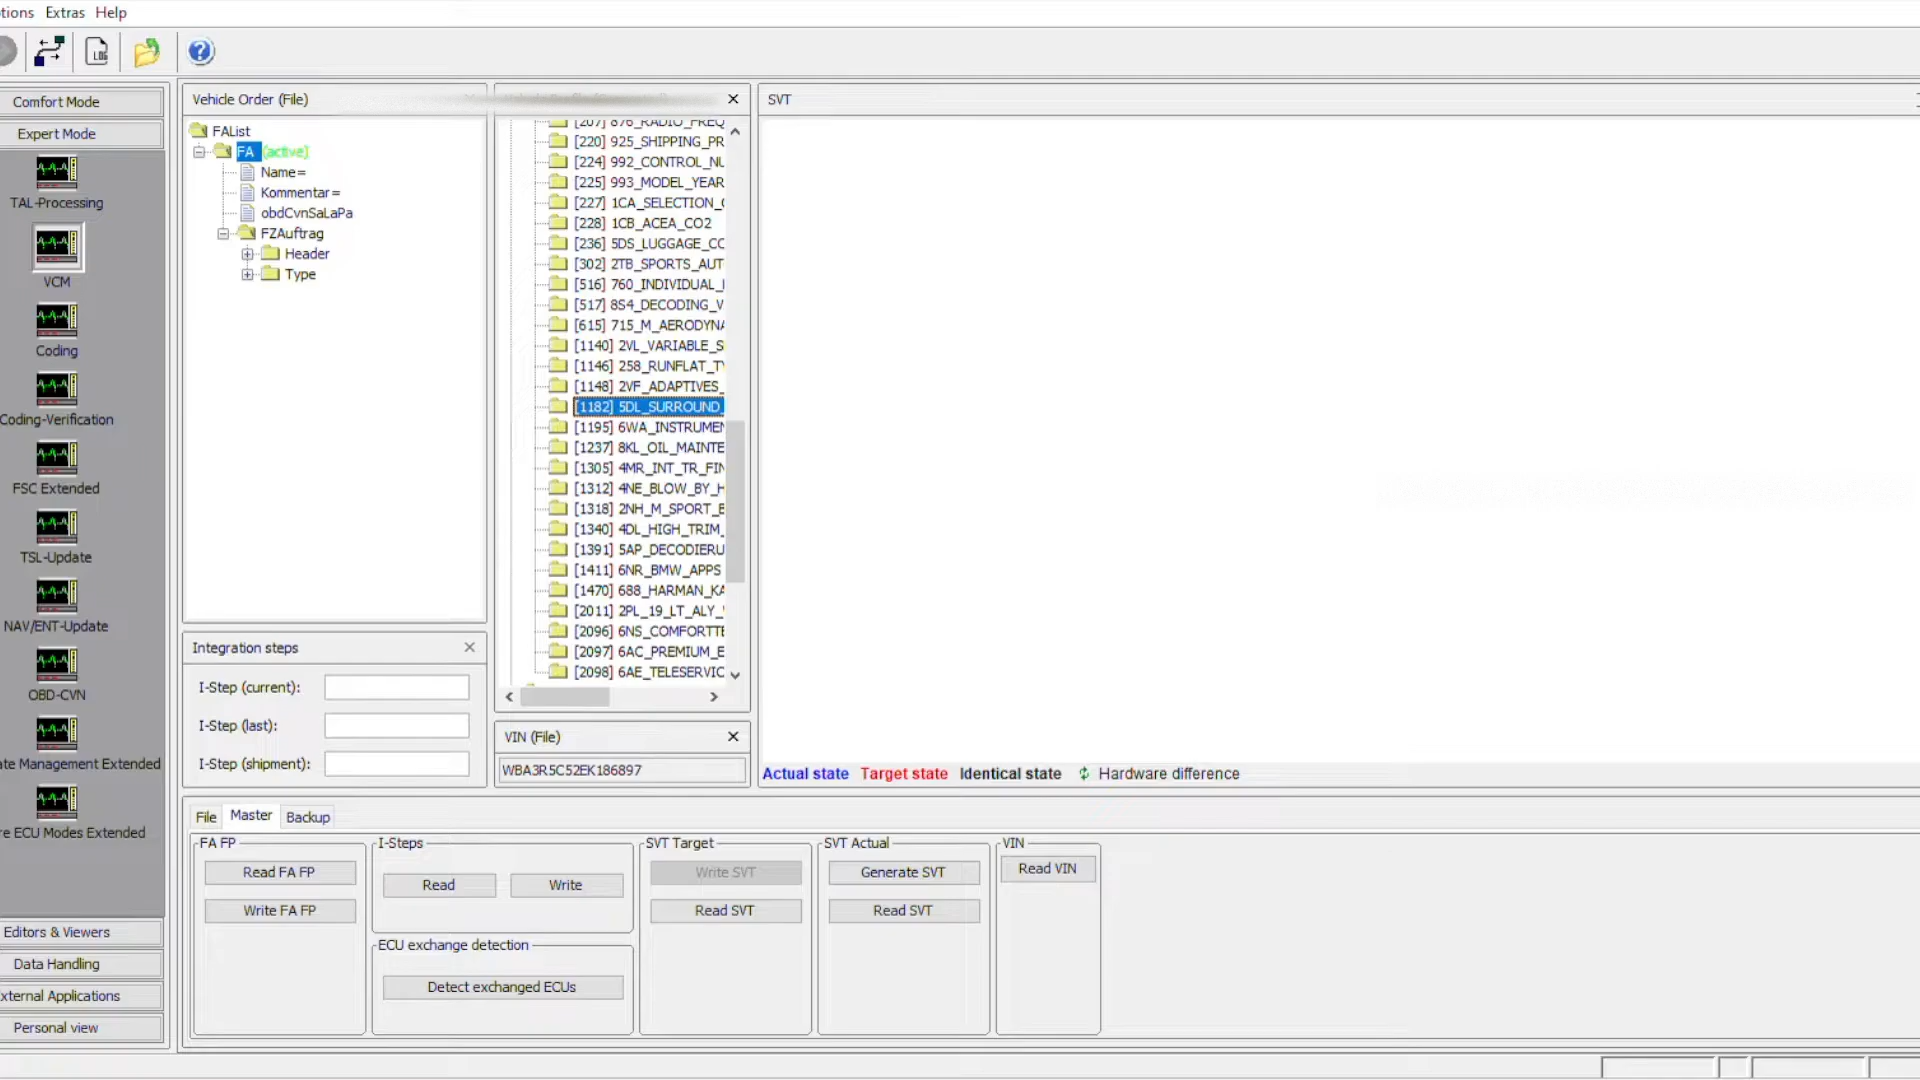 tions Extras Help
LOG
Comfort Mode
Expert Mode
TAL-Processing
VCM
Coding
Coding-Verification
FSC Extended
TSL-Update
NAV/ENT-Update
OBD-CVN
ate Management Extended
re ECU Modes Extended
Editors & Viewers
Data Handling
xternal Applications
Personal view
Vehicle Order (File)
FAList
FA (active)
Name=
Kommentar=
obdCvnSaLaPa
FZAuftrag
Header
Type
Integration steps
I-Step (current):
I-Step (last):
I-Step (shipment):
[207] 876_RADIO_FREQ
[220] 925_SHIPPING_PR
[224] 992_CONTROL_NU
[225] 993_MODEL_YEAR
[227] 1CA_SELECTION_
[228] 1CB_ACEA_CO2
[236] 5DS_LUGGAGE_CO
[302] 2TB_SPORTS_AUT
[516] 760_INDIVIDUAL_
[517] 8S4_DECODING_V
[615] 715_M_AERODYNA
[1140] 2VL_VARIABLE_S
[1146] 258_RUNFLAT_TY
[1148] 2VF_ADAPTIVES_
[1182] 5DL_SURROUND_
[1195] 6WA_INSTRUMEN
[1237] 8KL_OIL_MAINTE
[1305] 4MR_INT_TR_FIN
[1312] 4NE_BLOW_BY_H
[1318] 2NH_M_SPORT_B
[1340] 4DL_HIGH_TRIM_
[1391] 5AP_DECODIERU
[1411] 6NR_BMW_APPS
[1470] 688_HARMAN_KA
[2011] 2PL_19_LT_ALY_
[2096] 6NS_COMFORTTE
[2097] 6AC_PREMIUM_E
[2098] 6AE_TELESERVIC
VIN (File)
WBA3R5C52EK186897
SVT
Actual state Target state Identical state Hardware difference
File Master Backup
FA FP
Read FA FP
Write FA FP
I-Steps
Read Write
ECU exchange detection
Detect exchanged ECUs
SVT Target
Write SVT
Read SVT
SVT Actual
Generate SVT
Read SVT
VIN
Read VIN